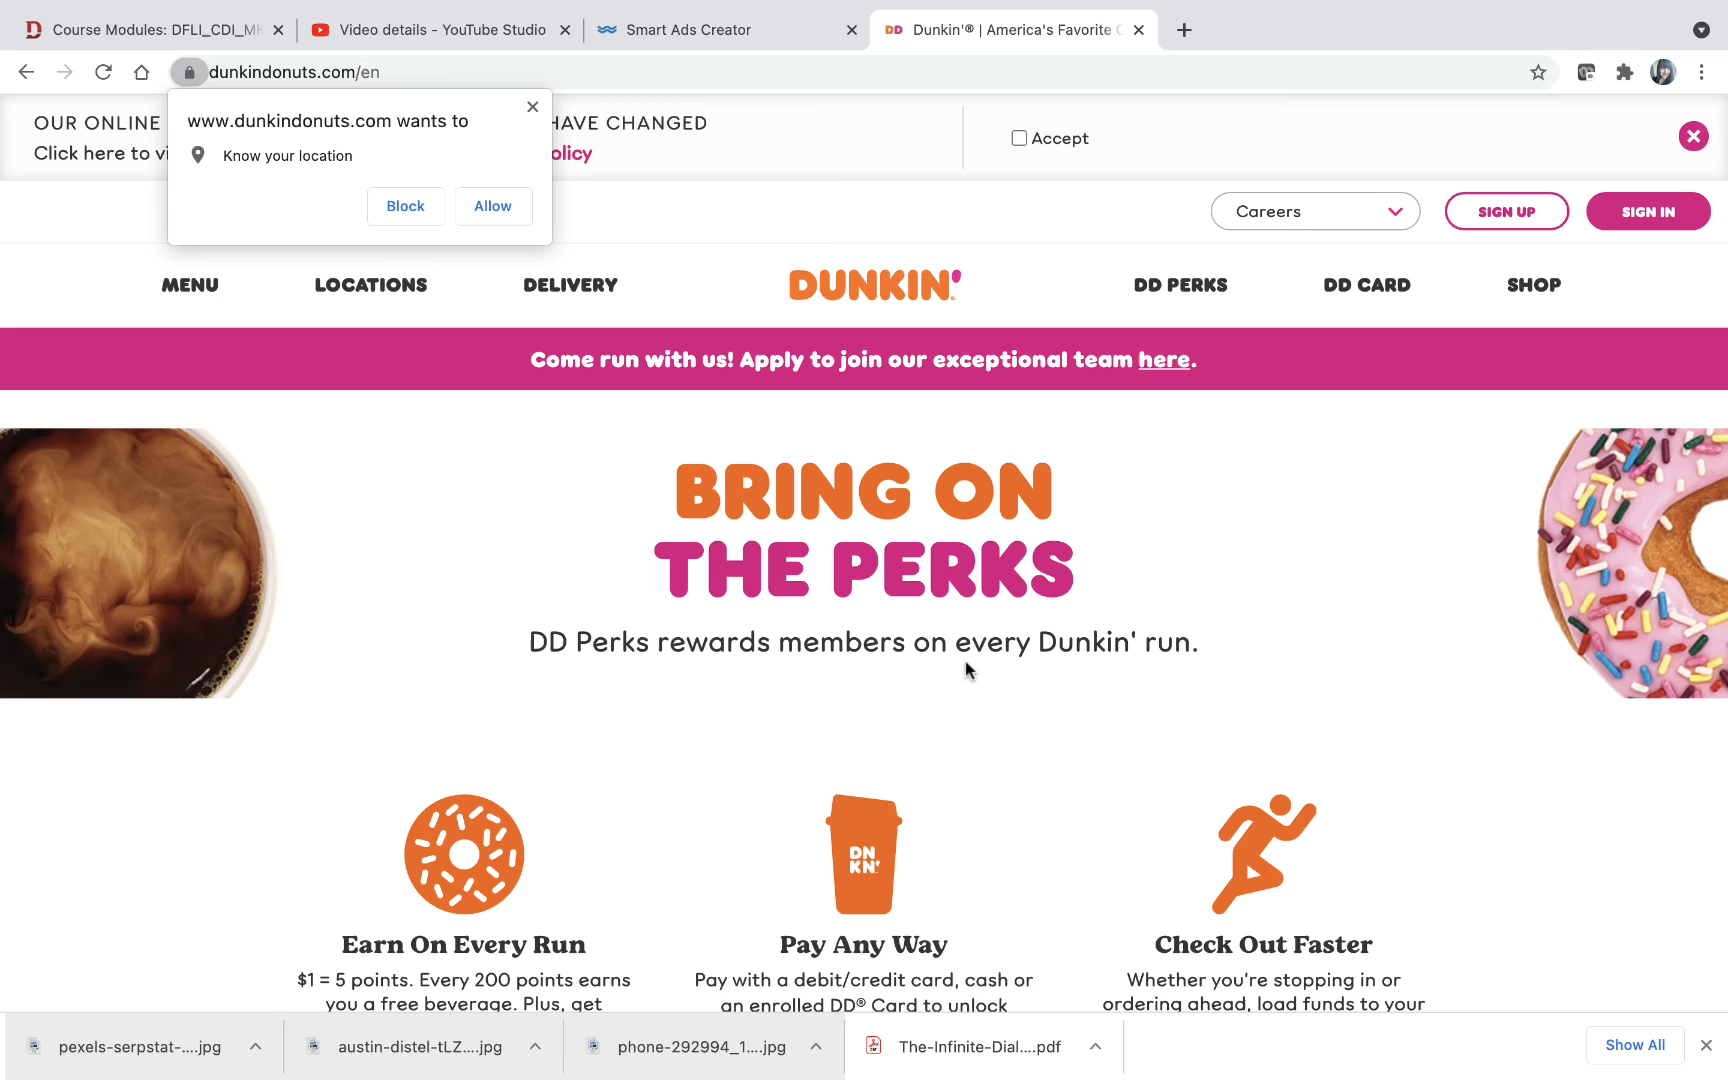 Course Modules: DFLI_CDI_MK
Video details - YouTube Studio
Smart Ads Creator
DD Dunkin'® | America's Favorite C
dunkindonuts.com/en
www.dunkindonuts.com wants to
Know your location
Block
Allow
OUR ONLINE
HAVE CHANGED
Click here to vi
olicy
Accept
Careers
SIGN UP
SIGN IN
MENU
LOCATIONS
DELIVERY
DUNKIN'
DD PERKS
DD CARD
SHOP
Come run with us! Apply to join our exceptional team here.
BRING ON
THE PERKS
DD Perks rewards members on every Dunkin' run.
DN
KN'
Earn On Every Run
$1 = 5 points. Every 200 points earns
you a free beverage. Plus, get
Pay Any Way
Pay with a debit/credit card, cash or
an enrolled DD® Card to unlock
Check Out Faster
Whether you're stopping in or
ordering ahead, load funds to your
pexels-serpstat-....jpg
austin-distel-tLZ....jpg
phone-292994_1....jpg
The-Infinite-Dial....pdf
Show All